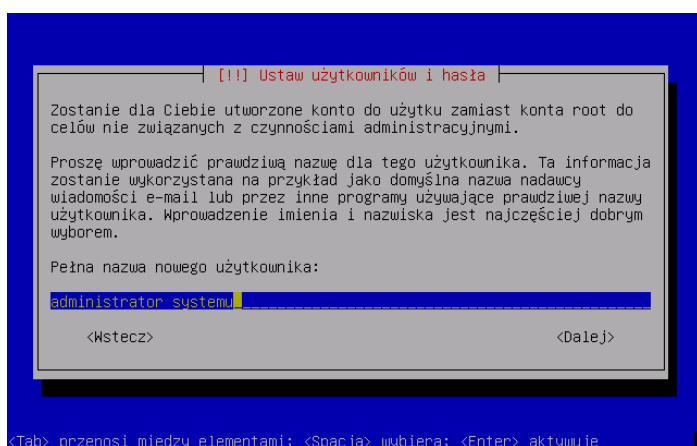 [!!] Ustaw użytkowników i hasła
Zostanie dla Ciebie utworzone konto do użytku zamiast konta root do
celów nie związanych z czynnościami administracyjnymi.
Proszę wprowadzić prawdziwą nazwę dla tego użytkownika. Ta informacja
zostanie wykorzystana na przykład jako domyślna nazwa nadawcy
wiadomości e-mail lub przez inne programy używające prawdziwej nazwy
użytkownika. Wprowadzenie imienia i nazwiska jest najczęściej dobrym
wyborem.
Pełna nazwa nowego użytkownika:
administrator systemu
<Wstecz> <Dalej>
<Tab> przenosi między elementami; <Spacja> wybiera; <Enter> aktywuje